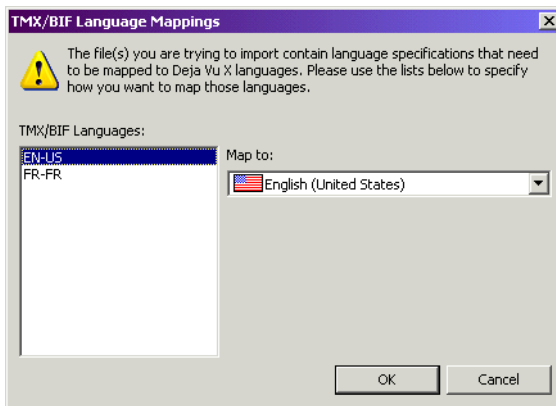 TMX/BIF Language Mappings
The file(s) you are trying to import contain language specifications that need
to be mapped to Deja Vu X languages. Please use the lists below to specify
how you want to map those languages.
TMX/BIF Languages:
EN-US
FR-FR
Map to:
English (United States)
OK
Cancel